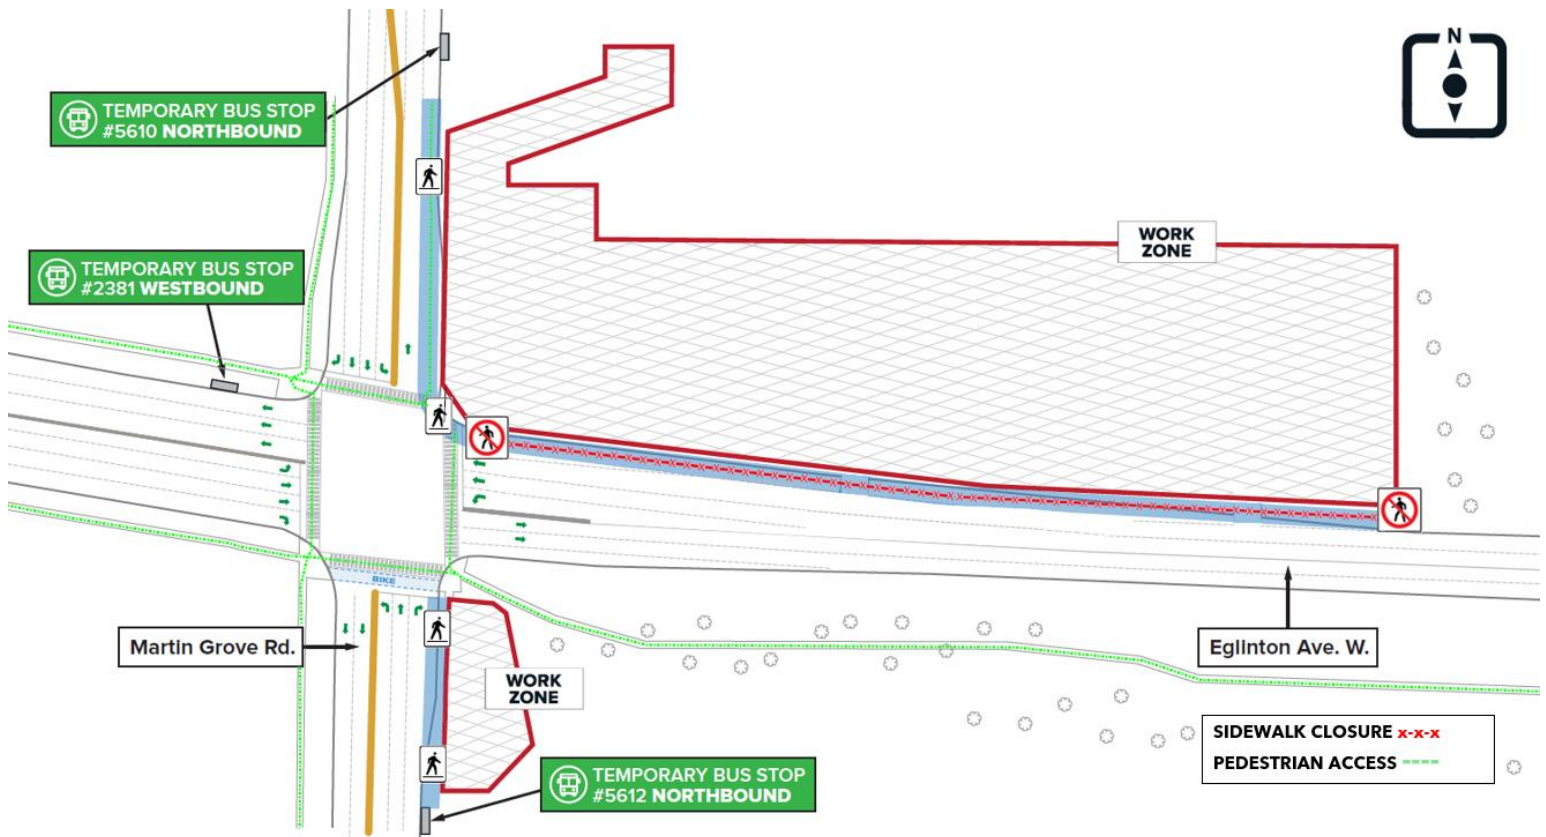 N
TEMPORARY BUS STOP
#5610 NORTHBOUND
WORK
ZONE
TEMPORARY BUS STOP
#2381 WESTBOUND
BIKE
Martin Grove Rd.
Eglinton Ave. W.
WORK
ZONE
SIDEWALK CLOSURE x-x-x
PEDESTRIAN ACCESS ----
TEMPORARY BUS STOP
#5612 NORTHBOUND